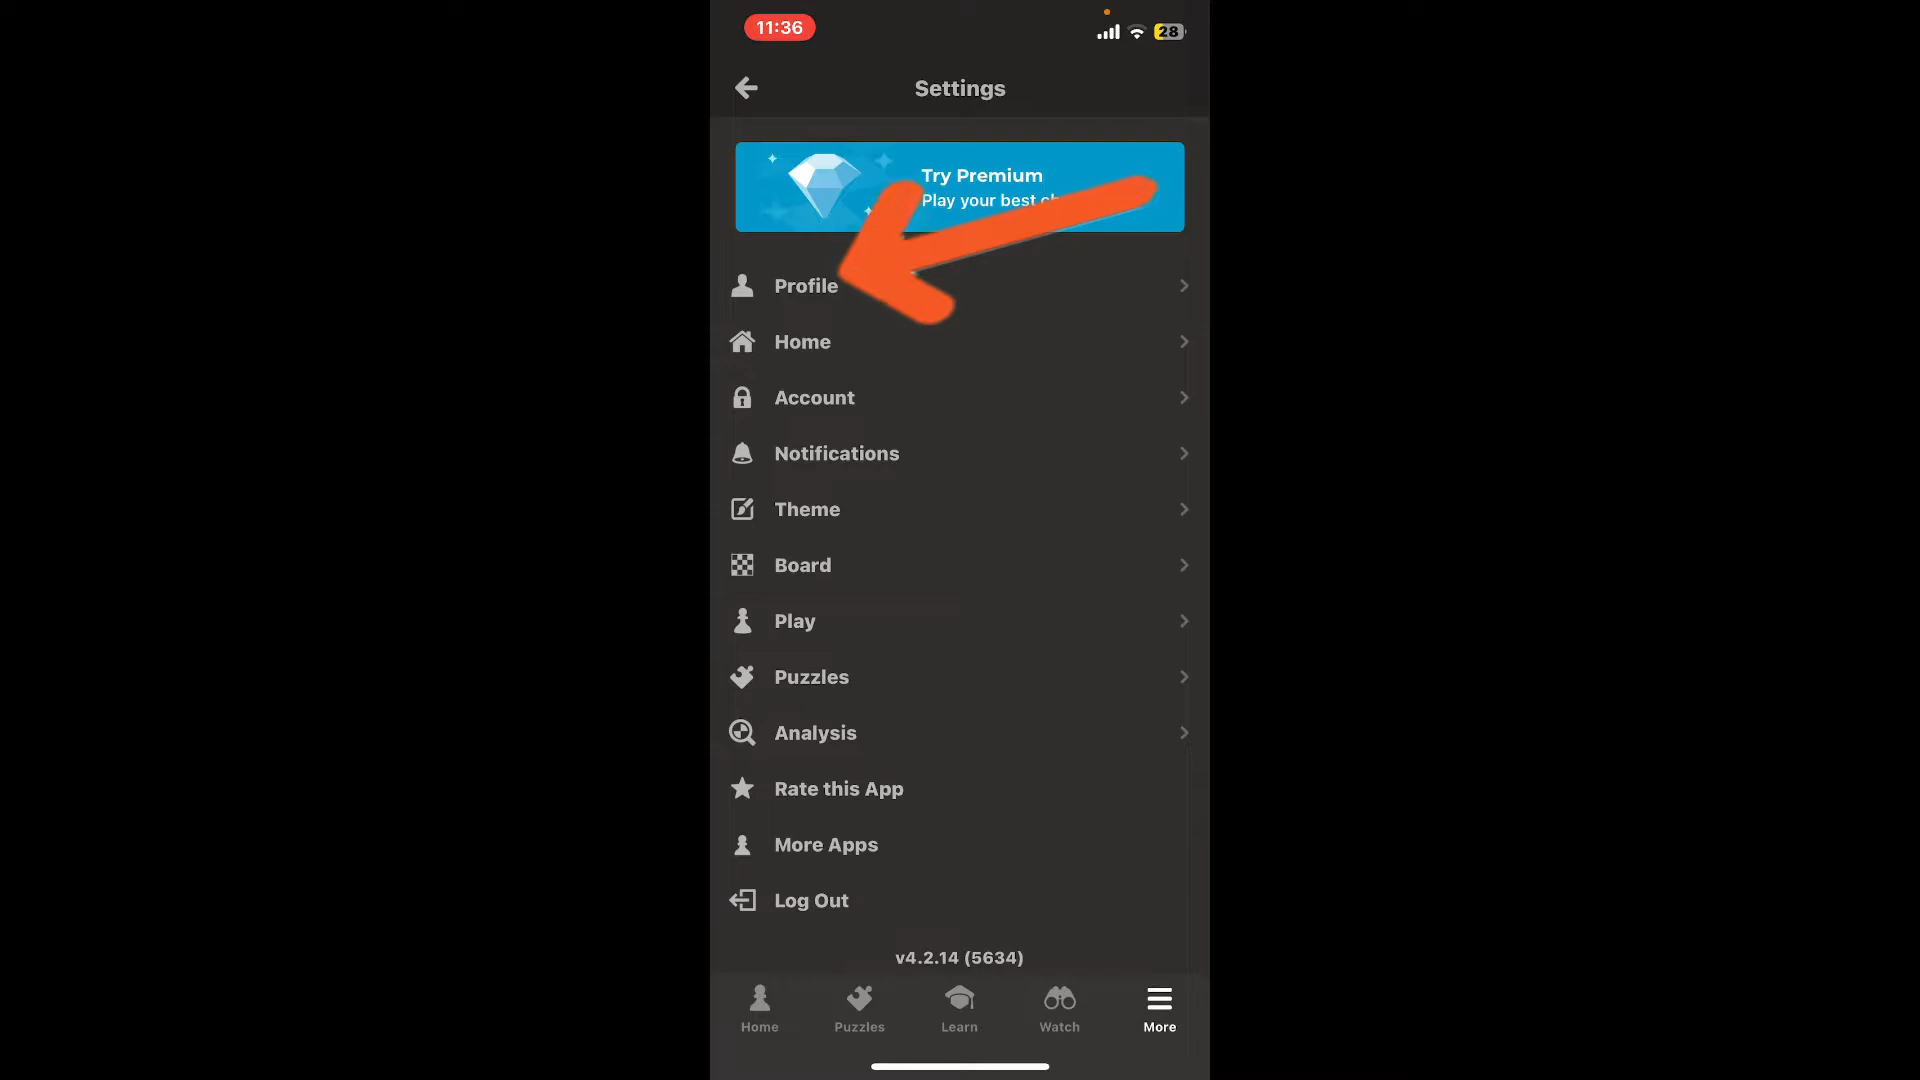 11:36
28
Settings
Try Premium
Play your best
Profile
Home
Account
Notifications
Theme
Board
Play
Puzzles
Analysis
Rate this App
More Apps
Log Out
v4.2.14 (5634)
Home
Puzzles
Learn
Watch
More